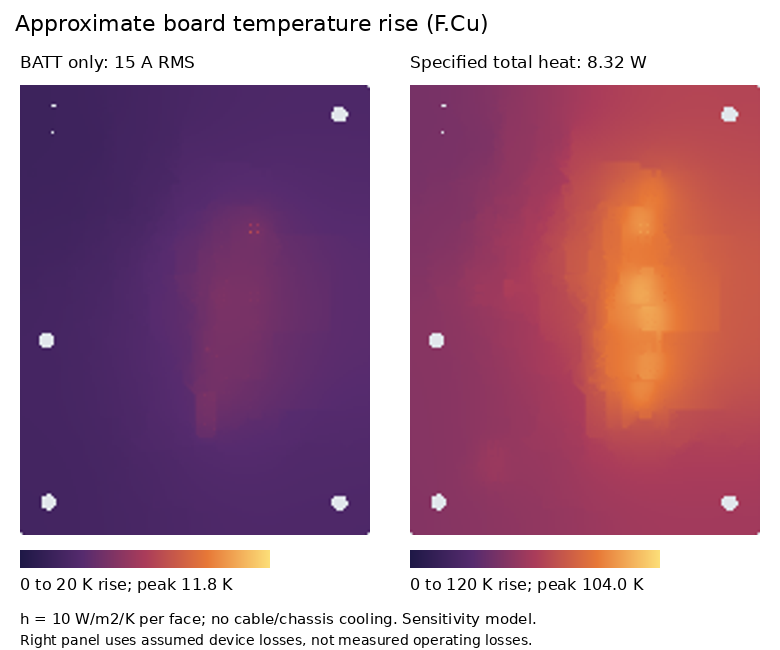 Approximate board temperature rise (F.Cu)
BATT only: 15 A RMS
Specified total heat: 8.32 W
0 to 20 K rise; peak 11.8 K
0 to 120 K rise; peak 104.0 K
h = 10 W/m2/K per face; no cable/chassis cooling. Sensitivity model.
Right panel uses assumed device losses, not measured operating losses.